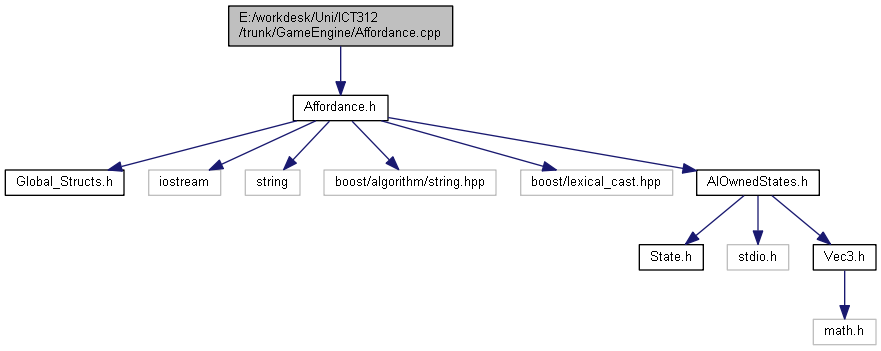 E:/workdesk/Uni/ICT312
/trunk/GameEngine/Affordance.cpp
Affordance.h
Global_Structs.h
iostream
string
boost/algorithm/string.hpp
boost/lexical_cast.hpp
AIOwnedStates.h
State.h
stdio.h
Vec3.h
math.h